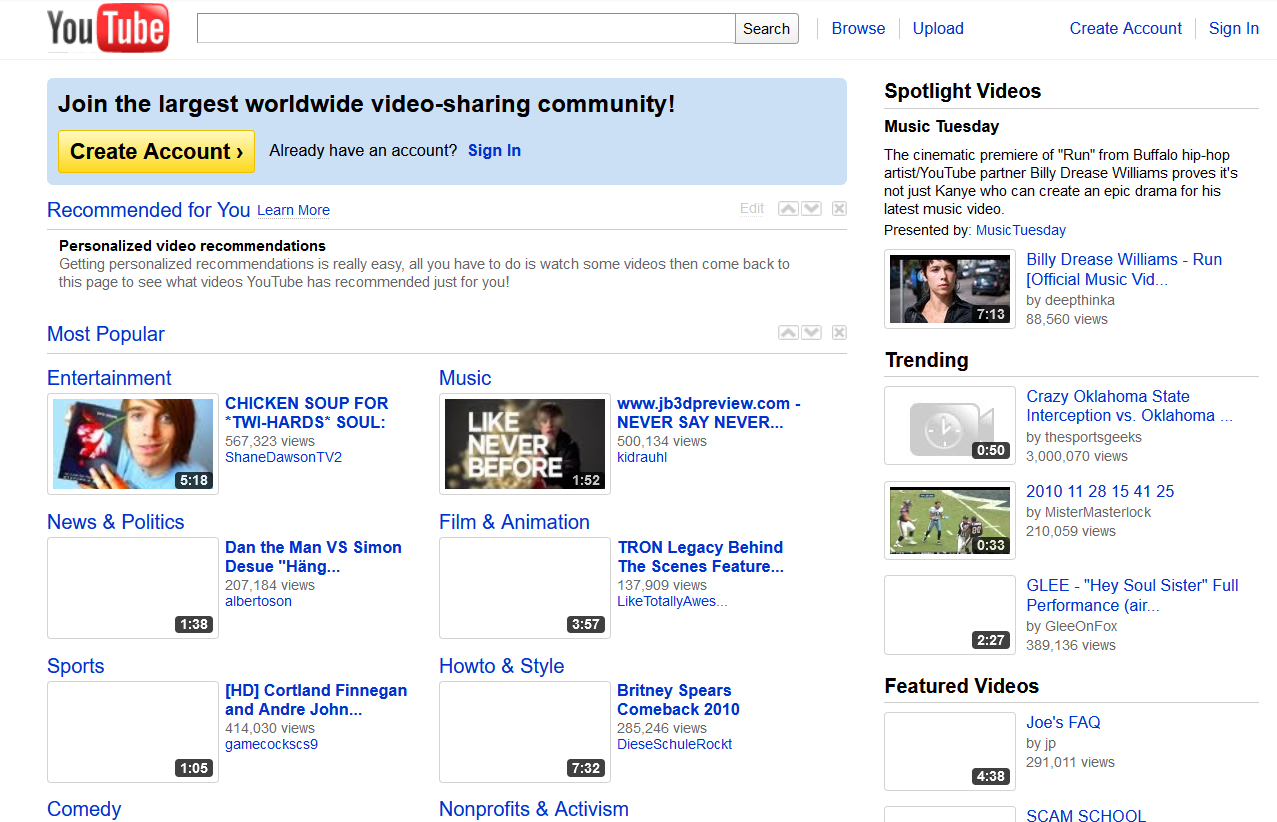 YouTube
Search
Browse
Upload
Create Account
Sign In
Join the largest worldwide video-sharing community!
Create Account ›
Already have an account? Sign In
Recommended for You Learn More
Edit
Personalized video recommendations
Getting personalized recommendations is really easy, all you have to do is watch some videos then come back to
this page to see what videos YouTube has recommended just for you!
Most Popular
Entertainment
5:18
CHICKEN SOUP FOR
*TWI-HARDS* SOUL:
567,323 views
ShaneDawsonTV2
Music
LIKE
NEVER
BEFORE
1:52
www.jb3dpreview.com -
NEVER SAY NEVER...
500,134 views
kidrauhl
News & Politics
1:38
Dan the Man VS Simon
Desue "Häng...
207,184 views
albertoson
Film & Animation
3:57
TRON Legacy Behind
The Scenes Feature...
137,909 views
LikeTotallyAwes...
Sports
1:05
[HD] Cortland Finnegan
and Andre John...
414,030 views
gamecockscs9
Howto & Style
7:32
Britney Spears
Comeback 2010
285,246 views
DieseSchuleRockt
Comedy
Nonprofits & Activism
Spotlight Videos
Music Tuesday
The cinematic premiere of "Run" from Buffalo hip-hop
artist/YouTube partner Billy Drease Williams proves it's
not just Kanye who can create an epic drama for his
latest music video.
Presented by: MusicTuesday
7:13
Billy Drease Williams - Run
[Official Music Vid...
by deepthinka
88,560 views
Trending
0:50
Crazy Oklahoma State
Interception vs. Oklahoma ...
by thesportsgeeks
3,000,070 views
0:33
2010 11 28 15 41 25
by MisterMasterlock
210,059 views
2:27
GLEE - "Hey Soul Sister" Full
Performance (air...
by GleeOnFox
389,136 views
Featured Videos
4:38
Joe's FAQ
by jp
291,011 views
SCAM SCHOOL